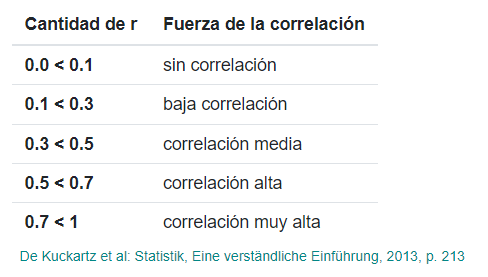 Cantidad de r Fuerza de la correlación
0.0 < 0.1 sin correlación
0.1 < 0.3 baja correlación
0.3 < 0.5 correlación media
0.5 < 0.7 correlación alta
0.7 < 1 correlación muy alta
De Kuckartz et al: Statistik, Eine verständliche Einführung, 2013, p. 213